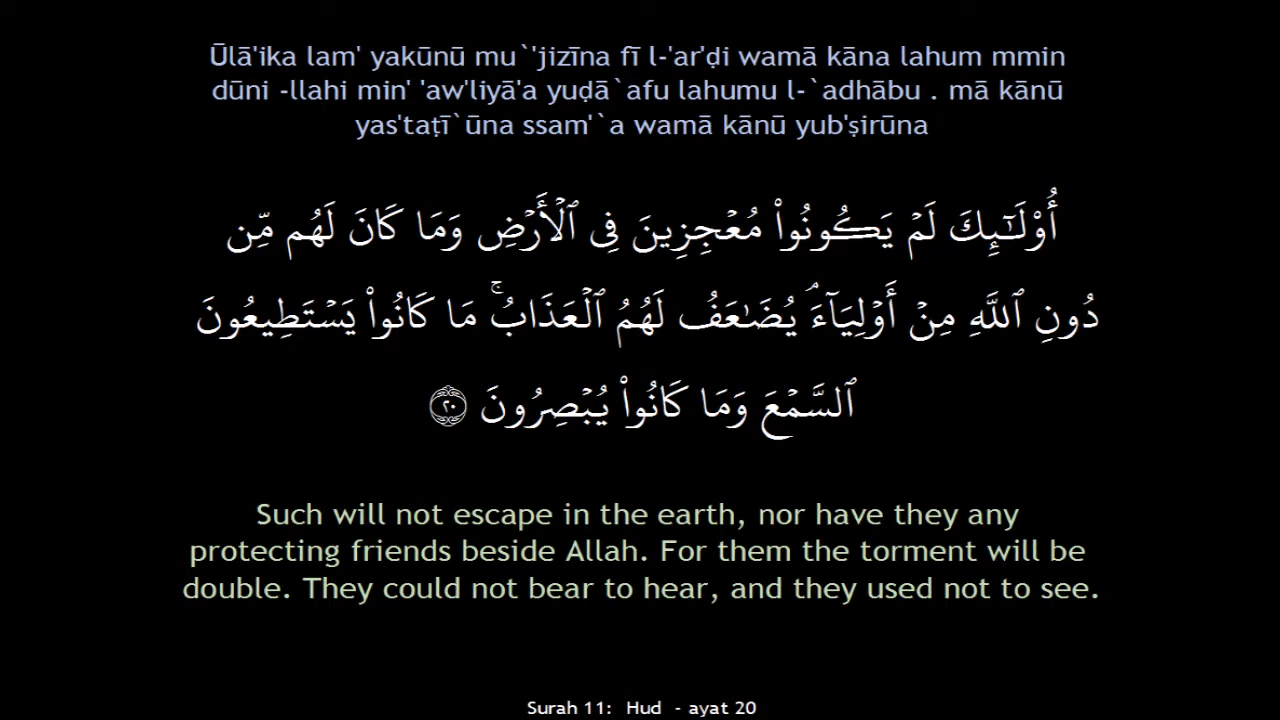 Ūlā'ika lam' yakūnū mu`'jizīna fī l-'ar'ḍi wamā kāna lahum mmin
dūni -llahi min' 'aw'liyā'a yuḍā`afu lahumu l-`adhābu . mā kānū
yas'taṭī`ūna ssam'`a wamā kānū yub'ṣirūna
أُو۟لَـٰٓئِكَ لَمْ يَكُونُوا۟ مُعْجِزِينَ فِى ٱلْأَرْضِ وَمَا كَانَ لَهُم مِّن
دُونِ ٱللَّهِ مِنْ أَوْلِيَآءَ ۘ يُضَـٰعَفُ لَهُمُ ٱلْعَذَابُ ۚ مَا كَانُوا۟ يَسْتَطِيعُونَ
ٱلسَّمْعَ وَمَا كَانُوا۟ يُبْصِرُونَ ٢٠
Such will not escape in the earth, nor have they any
protecting friends beside Allah. For them the torment will be
double. They could not bear to hear, and they used not to see.
Surah 11: Hud - ayat 20